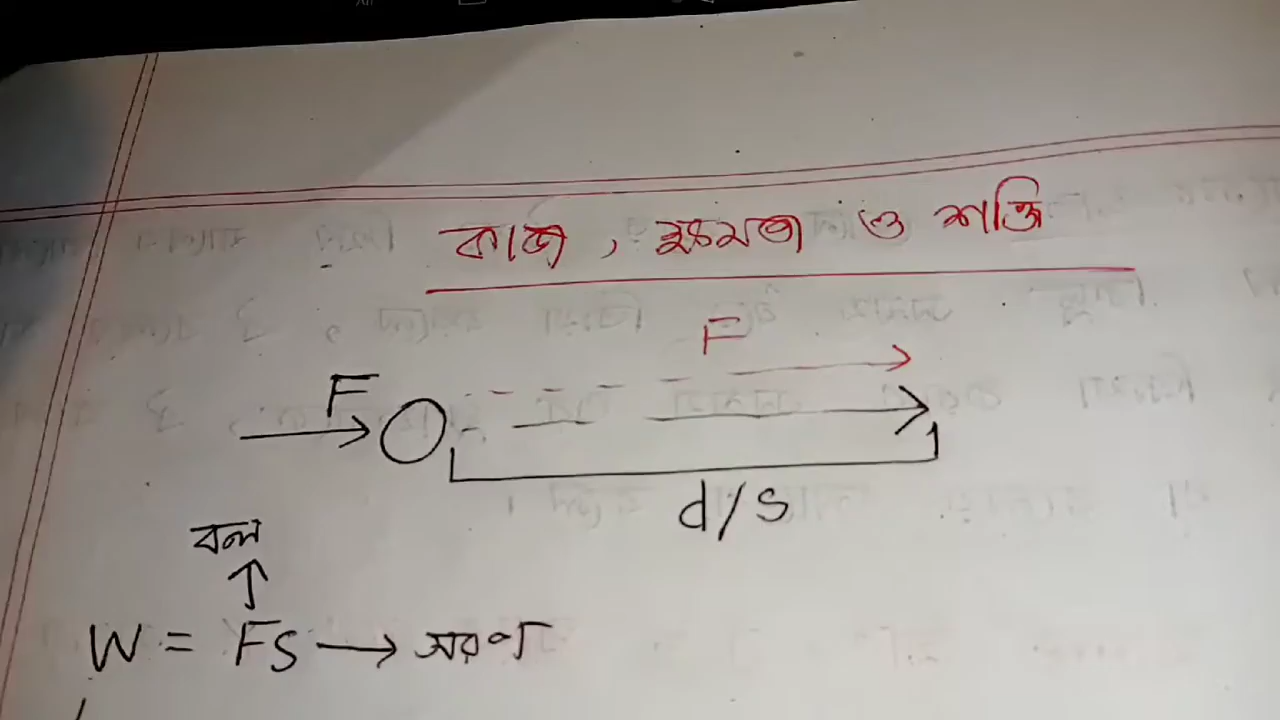 কাজ, ক্ষমতা ও শক্তি
F
F
d/s
বল
W = Fs → সরণ